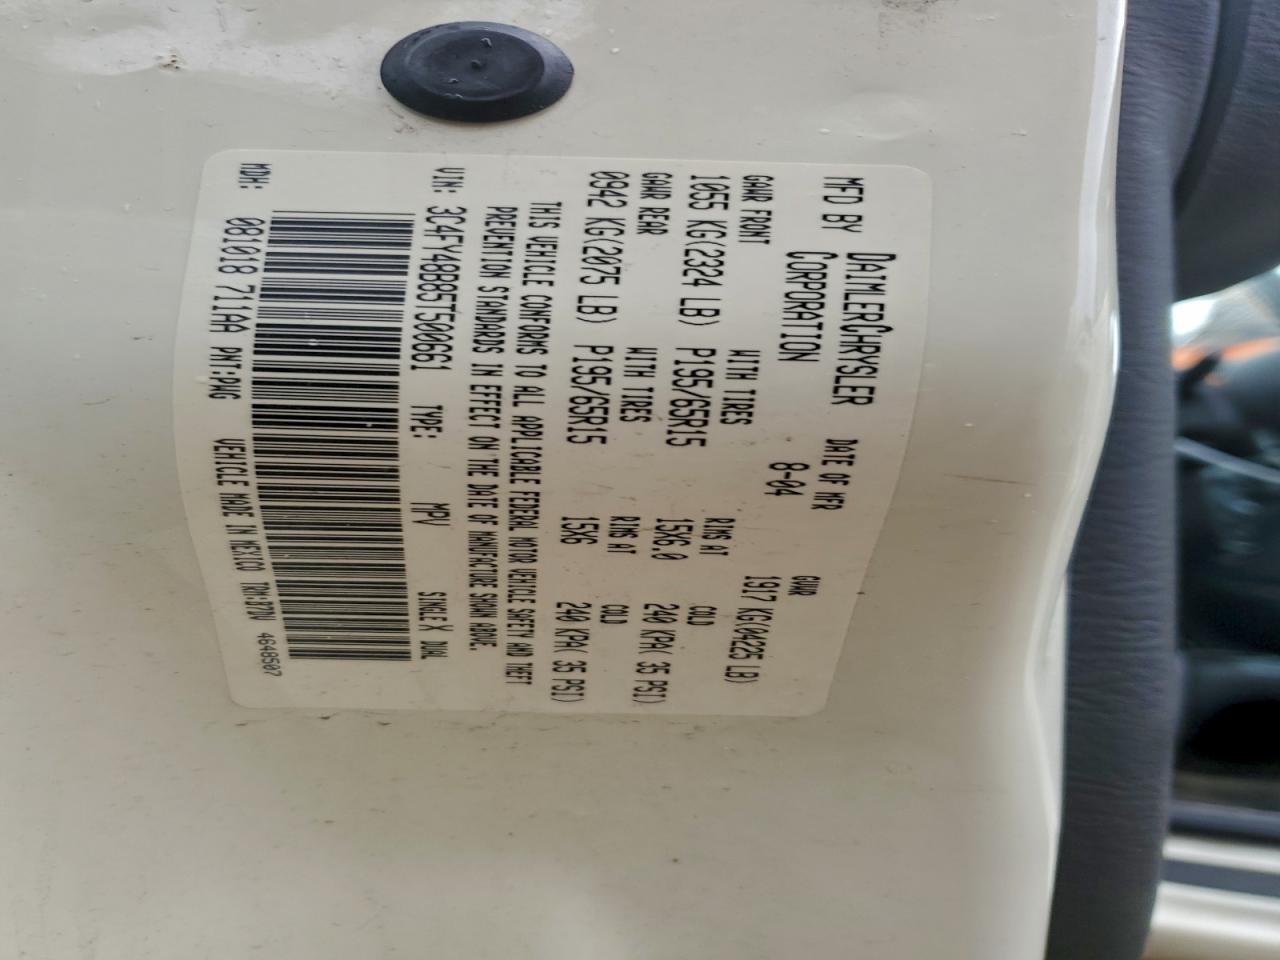 MFD BY DAIMLERCHRYSLER CORPORATION
DATE OF MFR 8-04
GVWR 1917 KG(04225 LB)
GAWR FRONT WITH TIRES RIMS AT COLD
1055 KG(2324 LB) P195/65R15 15X6.0 240 KPA( 35 PSI)
GAWR REAR WITH TIRES RIMS AT COLD
0942 KG(2075 LB) P195/65R15 15X6 240 KPA( 35 PSI)
THIS VEHICLE CONFORMS TO ALL APPLICABLE FEDERAL MOTOR VEHICLE SAFETY AND THEFT
PREVENTION STANDARDS IN EFFECT ON THE DATE OF MANUFACTURE SHOWN ABOVE.
VIN: 3C4FY48B85T500661 TYPE: MPV SINGLE X DUAL
MDH: 081018 711AA PNT:PWG VEHICLE MADE IN MEXICO TRM:B7DV 4648507